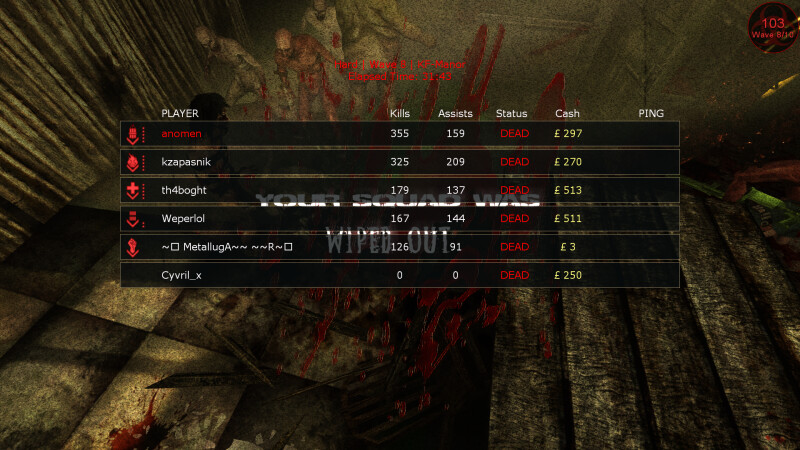 103
Wave 8/10
PLAYER Kills Assists Status Cash PING
anomen 355 159 DEAD £ 297
kzapasnik 325 209 DEAD £ 270
th4boght 179 137 DEAD £ 513
YOUR SQUAD WAS
Weperlol 167 144 DEAD £ 511
WIPED OUT
~□ MetallugA~~ ~~R~□ 126 91 DEAD £ 3
Cyvril_x 0 0 DEAD £ 250